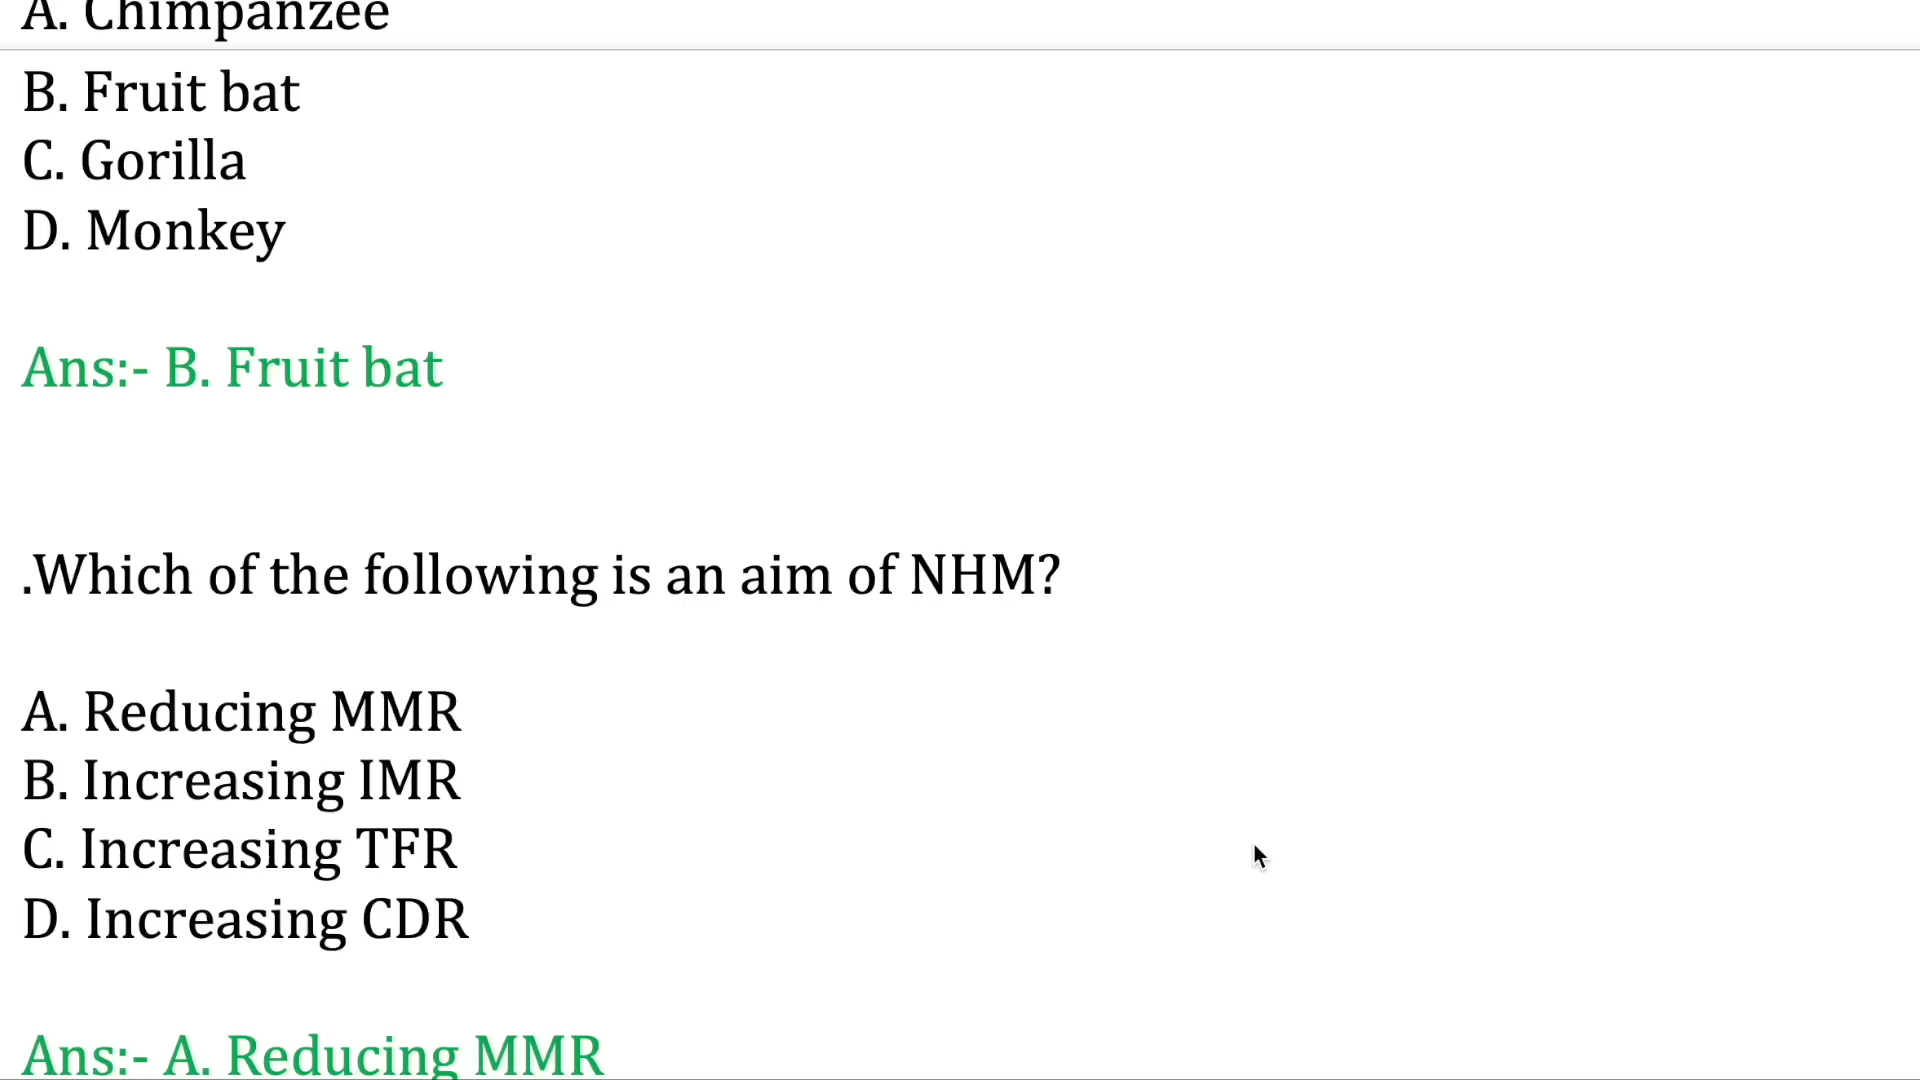 A. Chimpanzee
B. Fruit bat
C. Gorilla
D. Monkey
Ans:- B. Fruit bat
.Which of the following is an aim of NHM?
A. Reducing MMR
B. Increasing IMR
C. Increasing TFR
D. Increasing CDR
Ans:- A. Reducing MMR